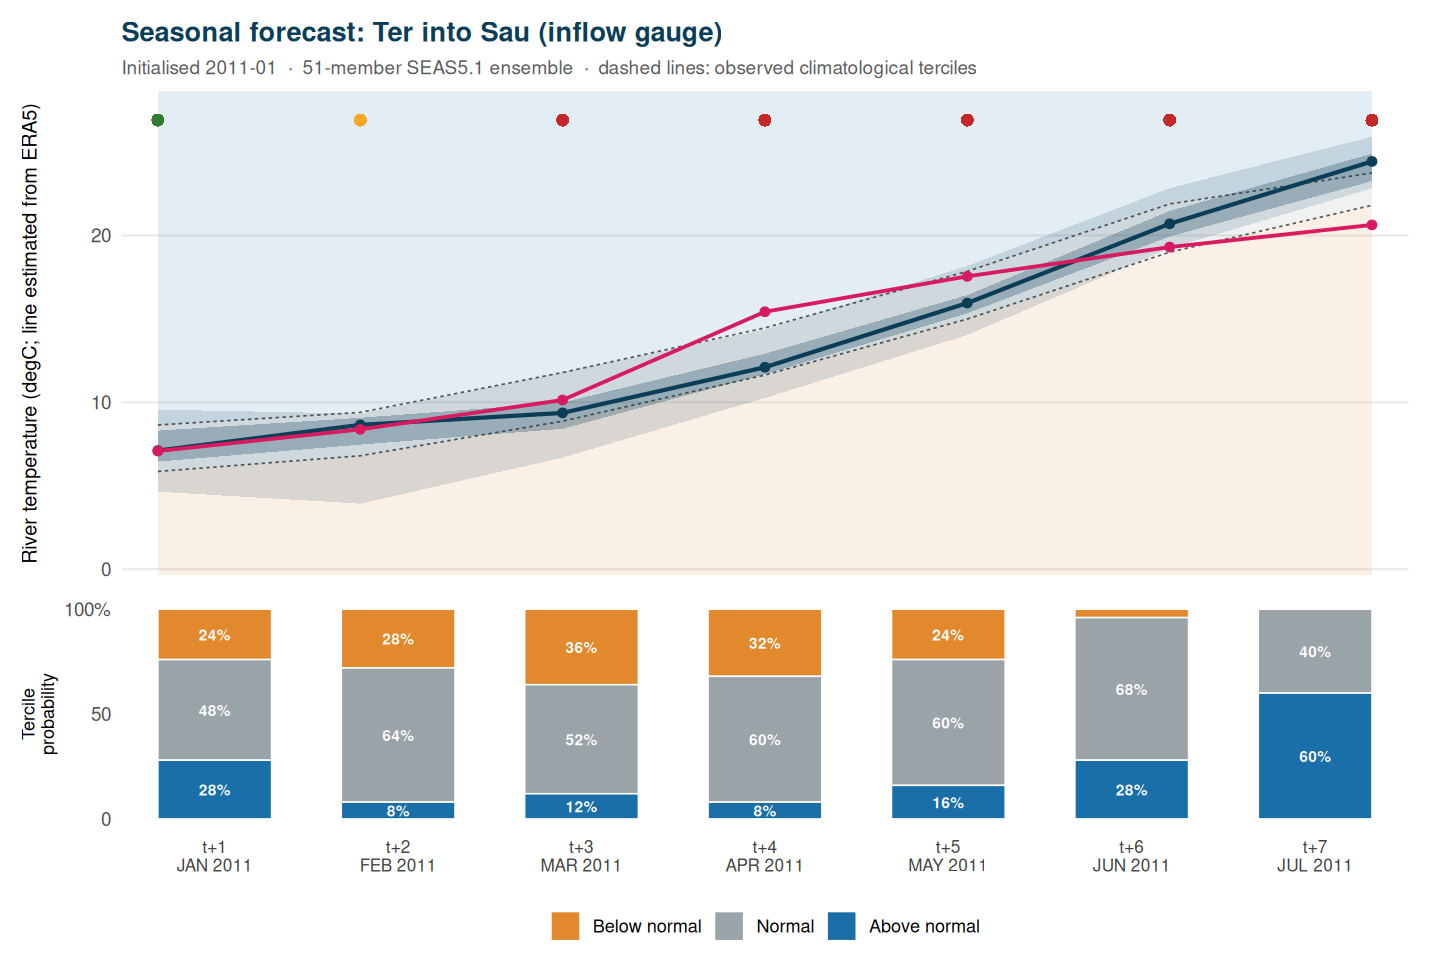 Seasonal forecast: Ter into Sau (inflow gauge)
Initialised 2011-01 · 51-member SEAS5.1 ensemble · dashed lines: observed climatological terciles
River temperature (degC; line estimated from ERA5)
20
10
0
Tercile
probability
100%
50
0
24%
48%
28%
28%
64%
8%
36%
52%
12%
32%
60%
8%
24%
60%
16%
68%
28%
40%
60%
t+1
JAN 2011
t+2
FEB 2011
t+3
MAR 2011
t+4
APR 2011
t+5
MAY 2011
t+6
JUN 2011
t+7
JUL 2011
Below normal
Normal
Above normal